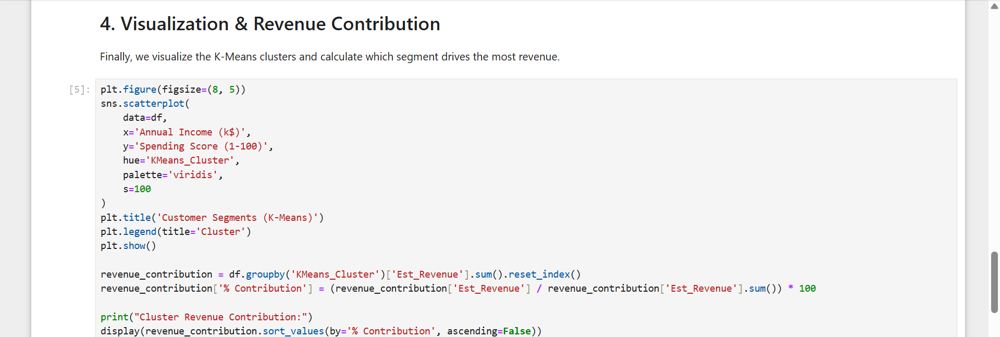 4. Visualization & Revenue Contribution
Finally, we visualize the K-Means clusters and calculate which segment drives the most revenue.
[5]:
plt.figure(figsize=(8, 5))
sns.scatterplot(
    data=df,
    x='Annual Income (k$)',
    y='Spending Score (1-100)',
    hue='KMeans_Cluster',
    palette='viridis',
    s=100
)
plt.title('Customer Segments (K-Means)')
plt.legend(title='Cluster')
plt.show()
revenue_contribution = df.groupby('KMeans_Cluster')['Est_Revenue'].sum().reset_index()
revenue_contribution['% Contribution'] = (revenue_contribution['Est_Revenue'] / revenue_contribution['Est_Revenue'].sum()) * 100
print("Cluster Revenue Contribution:")
display(revenue_contribution.sort_values(by='% Contribution', ascending=False))